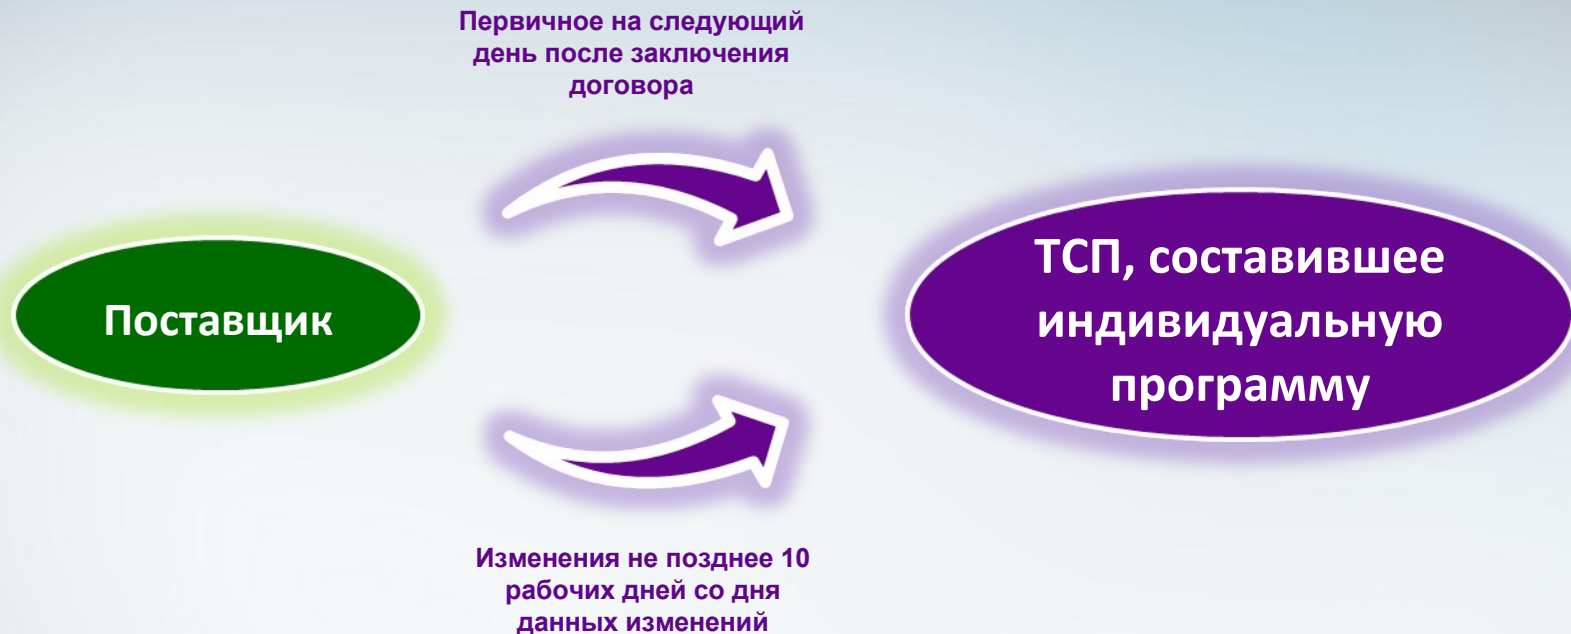 Первичное на следующий
день после заключения
договора
Поставщик
ТСП, составившее
индивидуальную
программу
Изменения не позднее 10
рабочих дней со дня
данных изменений